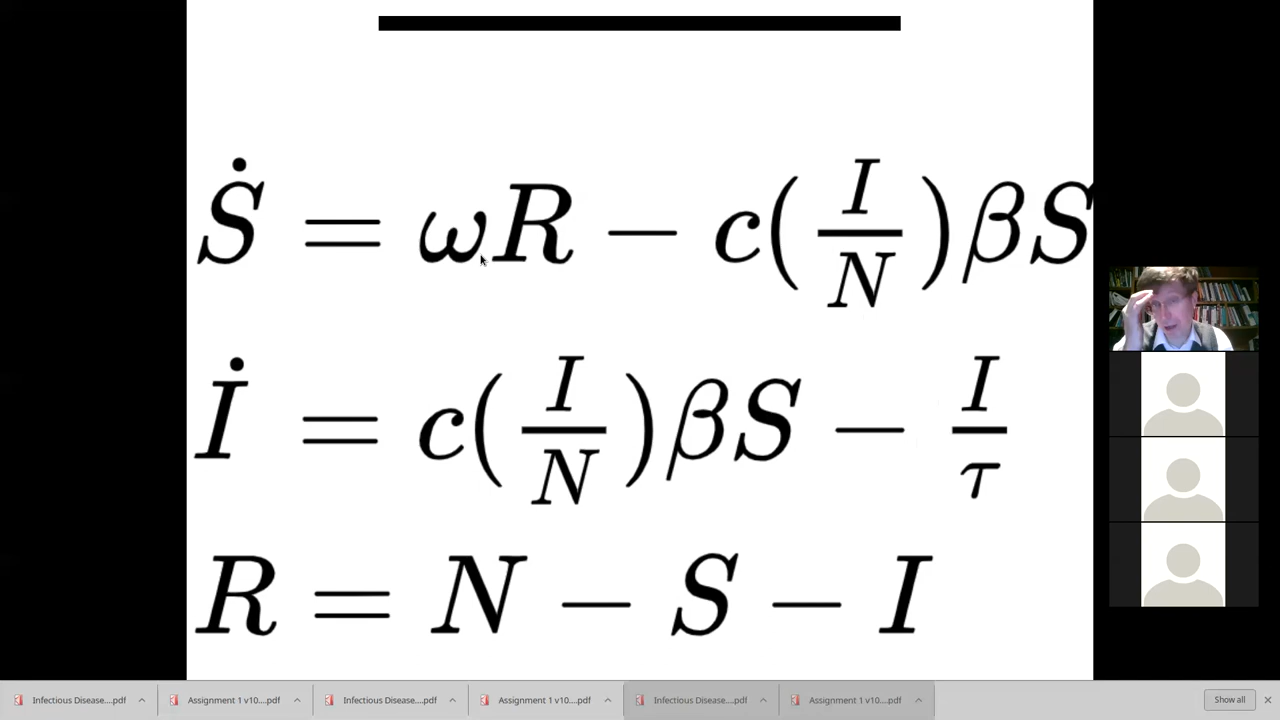 Ṡ = ωR − c(I/N)βS
İ = c(I/N)βS − I/τ
R = N − S − I
Infectious Disease....pdf
Assignment 1 v10....pdf
Infectious Disease....pdf
Assignment 1 v10....pdf
Infectious Disease....pdf
Assignment 1 v10....pdf
Show all